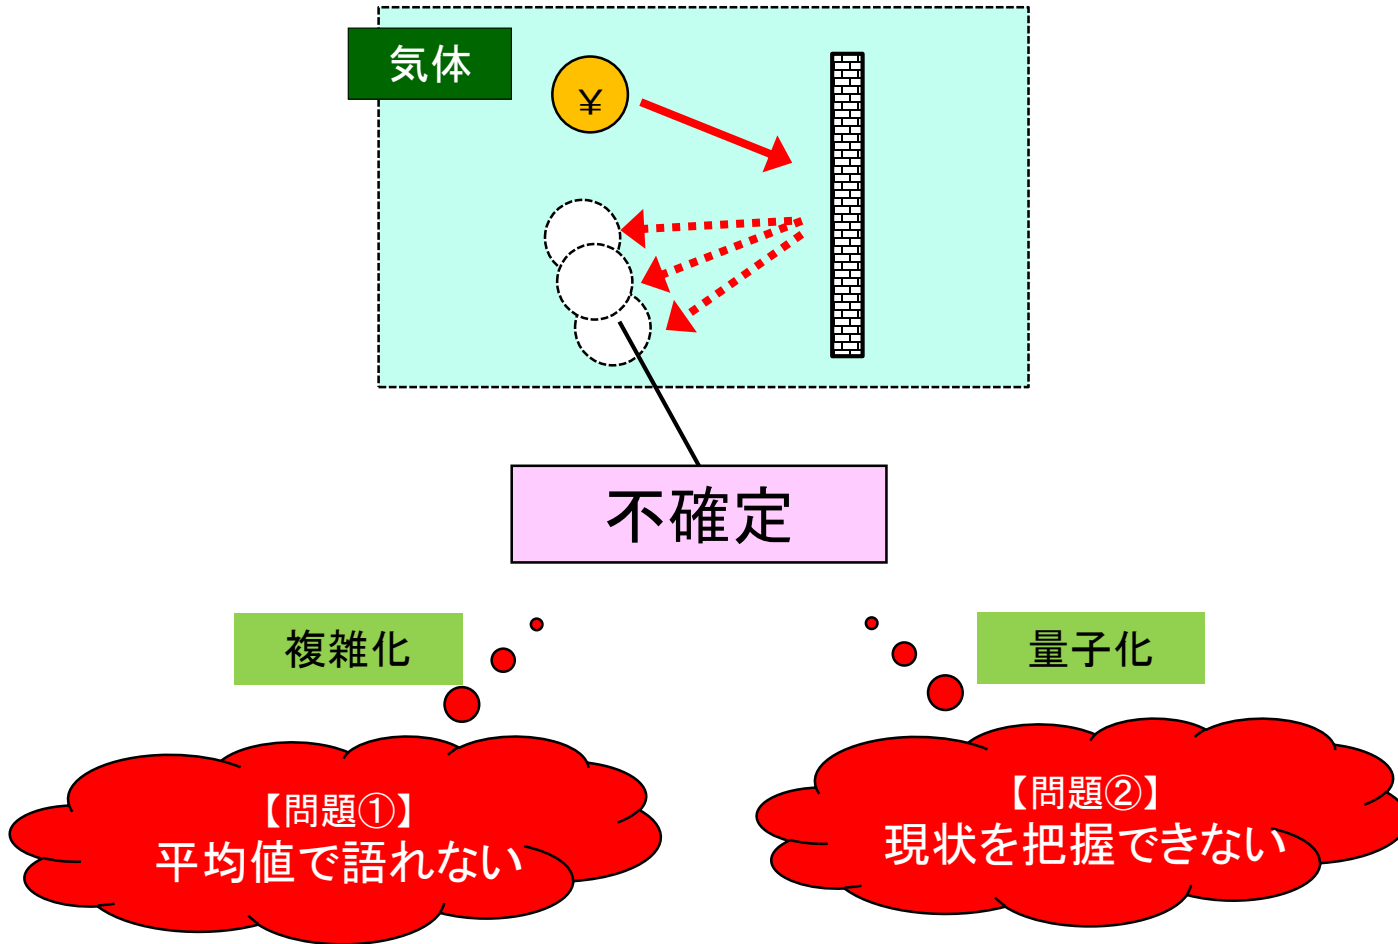 気体
¥
不確定
複雑化
量子化
【問題①】
平均値で語れない
【問題②】
現状を把握できない